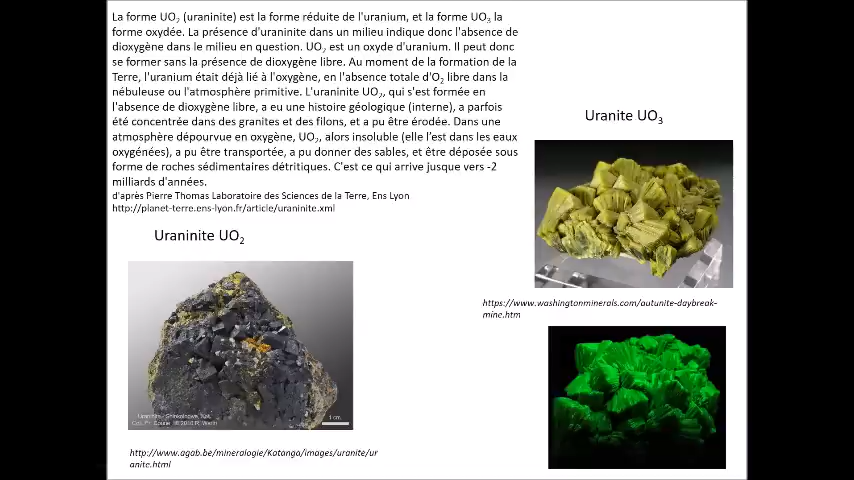 La forme UO2 (uraninite) est la forme réduite de l'uranium, et la forme UO3 la
forme oxydée. La présence d'uraninite dans un milieu indique donc l'absence de
dioxygène dans le milieu en question. UO2 est un oxyde d'uranium. Il peut donc
se former sans la présence de dioxygène libre. Au moment de la formation de la
Terre, l'uranium était déjà lié à l'oxygène, en l'absence totale d'O2 libre dans la
nébuleuse ou l'atmosphère primitive. L'uraninite UO2, qui s'est formée en
l'absence de dioxygène libre, a eu une histoire géologique (interne), a parfois
été concentrée dans des granites et des filons, et a pu être érodée. Dans une
atmosphère dépourvue en oxygène, UO2, alors insoluble (elle l'est dans les eaux
oxygénées), a pu être transportée, a pu donner des sables, et être déposée sous
forme de roches sédimentaires détritiques. C'est ce qui arrive jusque vers -2
milliards d'années.
d'après Pierre Thomas Laboratoire des Sciences de la Terre, Ens Lyon
http://planet-terre.ens-lyon.fr/article/uraninite.xml
Uraninite UO2
Uraninite - Shinkolobwe, XXL
1 cm
http://www.agab.be/mineralogie/Katanga/images/uranite/ur
anite.html
Uranite UO3
https://www.washingtonminerals.com/autunite-daybreak-
mine.htm